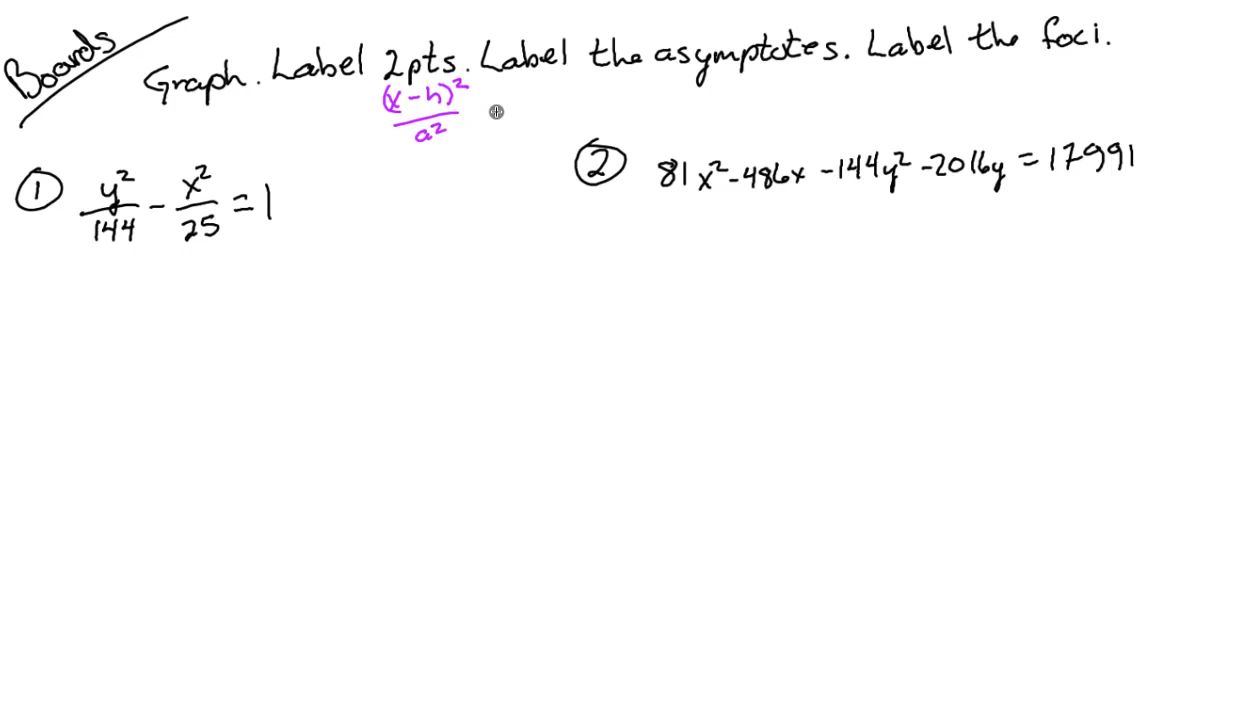 Boards
Graph. Label 2pts. Label the asymptotes. Label the foci.
(x-h)²/a²
① y²/144 - x²/25 = 1
② 81x² - 486x - 144y² - 2016y = 17991